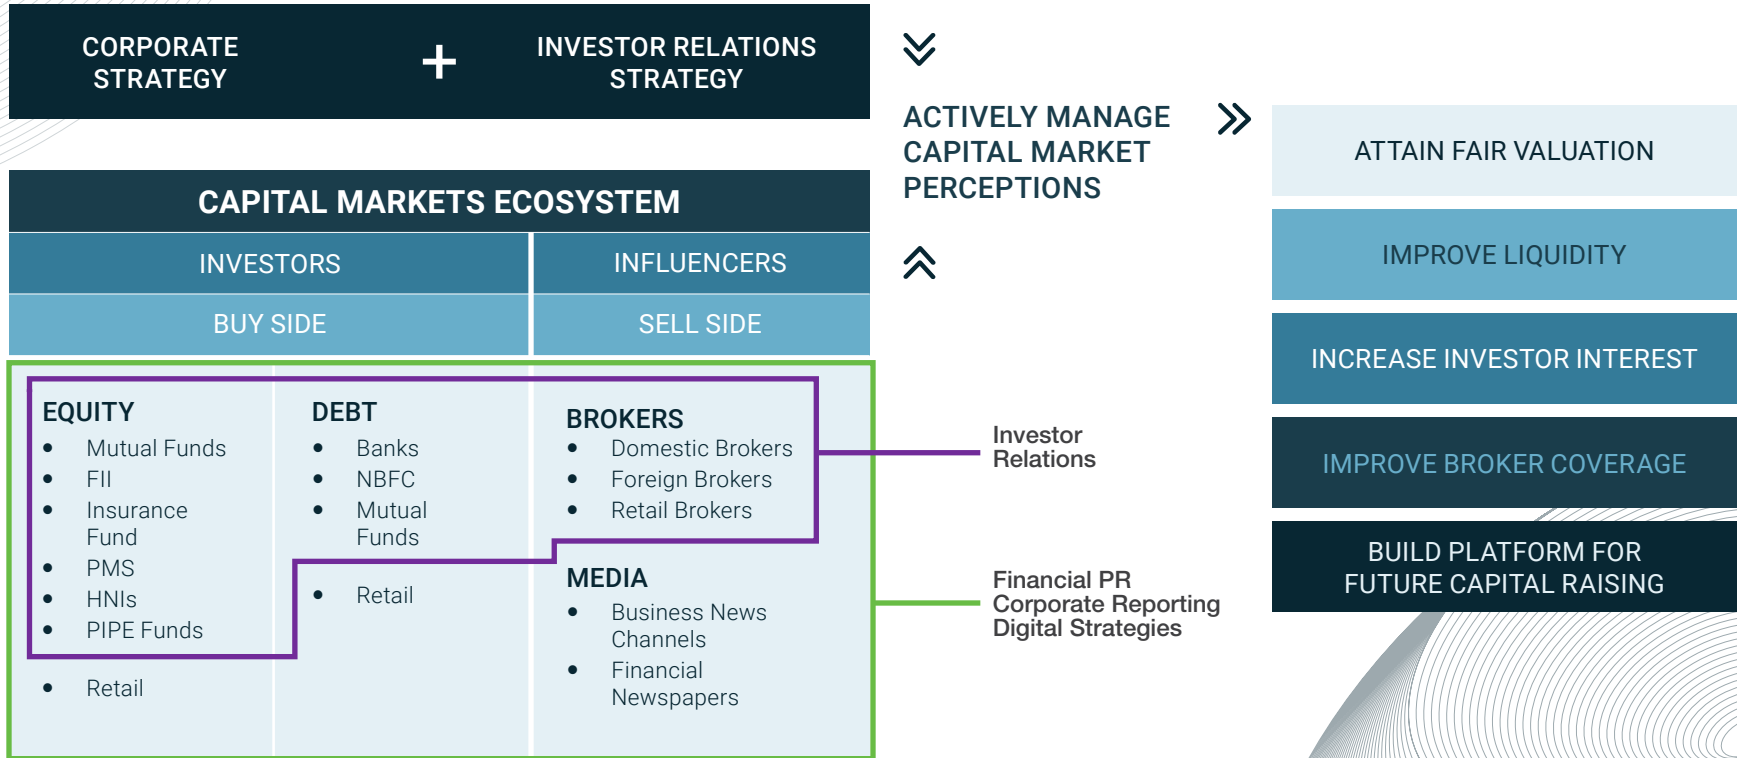 CORPORATE
STRATEGY
+
INVESTOR RELATIONS
STRATEGY
CAPITAL MARKETS ECOSYSTEM
INVESTORS
INFLUENCERS
BUY SIDE
SELL SIDE
EQUITY
• Mutual Funds
• FII
• Insurance
Fund
• PMS
• HNIs
• PIPE Funds
• Retail
DEBT
• Banks
• NBFC
• Mutual
Funds
• Retail
BROKERS
• Domestic Brokers
• Foreign Brokers
• Retail Brokers
MEDIA
• Business News
Channels
• Financial
Newspapers
Investor
Relations
Financial PR
Corporate Reporting
Digital Strategies
ACTIVELY MANAGE
CAPITAL MARKET
PERCEPTIONS
ATTAIN FAIR VALUATION
IMPROVE LIQUIDITY
INCREASE INVESTOR INTEREST
IMPROVE BROKER COVERAGE
BUILD PLATFORM FOR
FUTURE CAPITAL RAISING